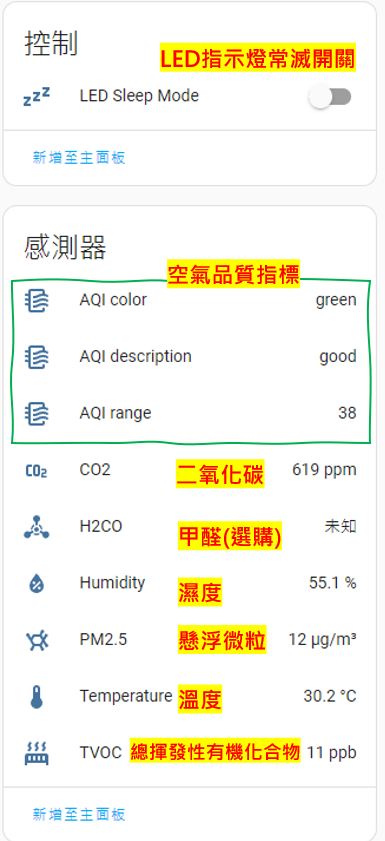 控制
LED指示燈常滅開關
LED Sleep Mode
新增至主面板
感測器
空氣品質指標
AQI color green
AQI description good
AQI range 38
CO2 CO2 二氧化碳 619 ppm
H2CO 甲醛(選購) 未知
Humidity 濕度 55.1 %
PM2.5 懸浮微粒 12 µg/m³
Temperature 溫度 30.2 °C
TVOC 總揮發性有機化合物 11 ppb
新增至主面板